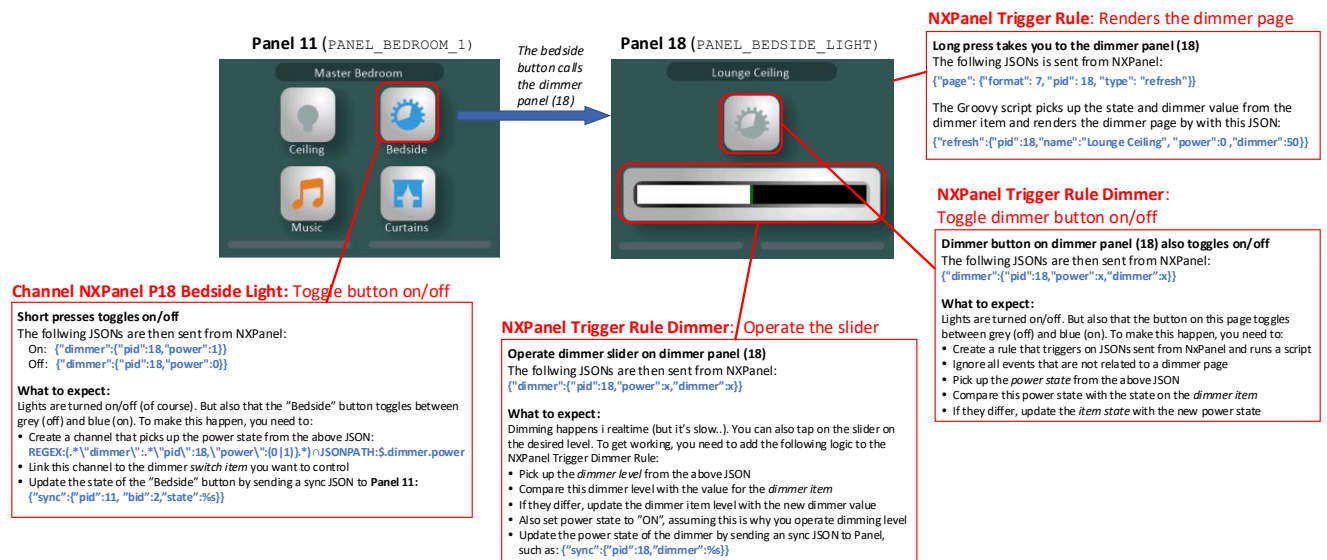 NXPanel Trigger Rule: Renders the dimmer page
Panel 11 (PANEL_BEDROOM_1)
The bedside
button calls
the dimmer
panel (18)
Panel 18 (PANEL_BEDSIDE_LIGHT)
Master Bedroom
Ceiling
Bedside
Music
Curtains
Lounge Ceiling
Long press takes you to the dimmer panel (18)
The follwing JSONs is sent from NXPanel:
{"page": {"format": 7, "pid": 18, "type": "refresh"}}
The Groovy script picks up the state and dimmer value from the
dimmer item and renders the dimmer page by with this JSON:
{"refresh":{"pid":18,"name":"Lounge Ceiling", "power":0 ,"dimmer":50}}
NXPanel Trigger Rule Dimmer:
Toggle dimmer button on/off
Dimmer button on dimmer panel (18) also toggles on/off
The follwing JSONs are then sent from NXPanel:
{"dimmer":{"pid":18,"power":x,”dimmer”:x}}
What to expect:
Lights are turned on/off. But also that the button on this page toggles
between grey (off) and blue (on). To make this happen, you need to:
• Create a rule that triggers on JSONs sent from NxPanel and runs a script
• Ignore all events that are not related to a dimmer page
• Pick up the power state from the above JSON
• Compare this power state with the state on the dimmer item
• If they differ, update the item state with the new power state
Channel NXPanel P18 Bedside Light: Toggle button on/off
Short presses toggles on/off
The follwing JSONs are then sent from NXPanel:
On: {"dimmer":{"pid":18,"power":1}}
Off: {"dimmer":{"pid":18,"power":0}}
What to expect:
Lights are turned on/off (of course). But also that the ”Bedside” button toggles between
grey (off) and blue (on). To make this happen, you need to:
• Create a channel that picks up the power state from the above JSON:
REGEX:(.*\"dimmer\":.*\"pid\":18,\"power\":(0|1)}.*)∩JSONPATH:$.dimmer.power
• Link this channel to the dimmer switch item you want to control
• Update the state of the ”Bedside” button by sending a sync JSON to Panel 11:
{”sync”:{”pid”:11, ”bid”:2,”state”:%s}}
NXPanel Trigger Rule Dimmer: Operate the slider
Operate dimmer slider on dimmer panel (18)
The follwing JSONs are then sent from NXPanel:
{"dimmer":{"pid":18,"power":x,”dimmer”:x}}
What to expect:
Dimming happens i realtime (but it’s slow..). You can also tap on the slider on
the desired level. To get working, you need to add the following logic to the
NXPanel Trigger Dimmer Rule:
• Pick up the dimmer level from the above JSON
• Compare this dimmer level with the value for the dimmer item
• If they differ, update the dimmer item level with the new dimmer value
• Also set power state to ”ON”, assuming this is why you operate dimming level
• Update the power state of the dimmer by sending an sync JSON to Panel,
such as: {”sync”:{”pid”:18,”dimmer”:%s}}